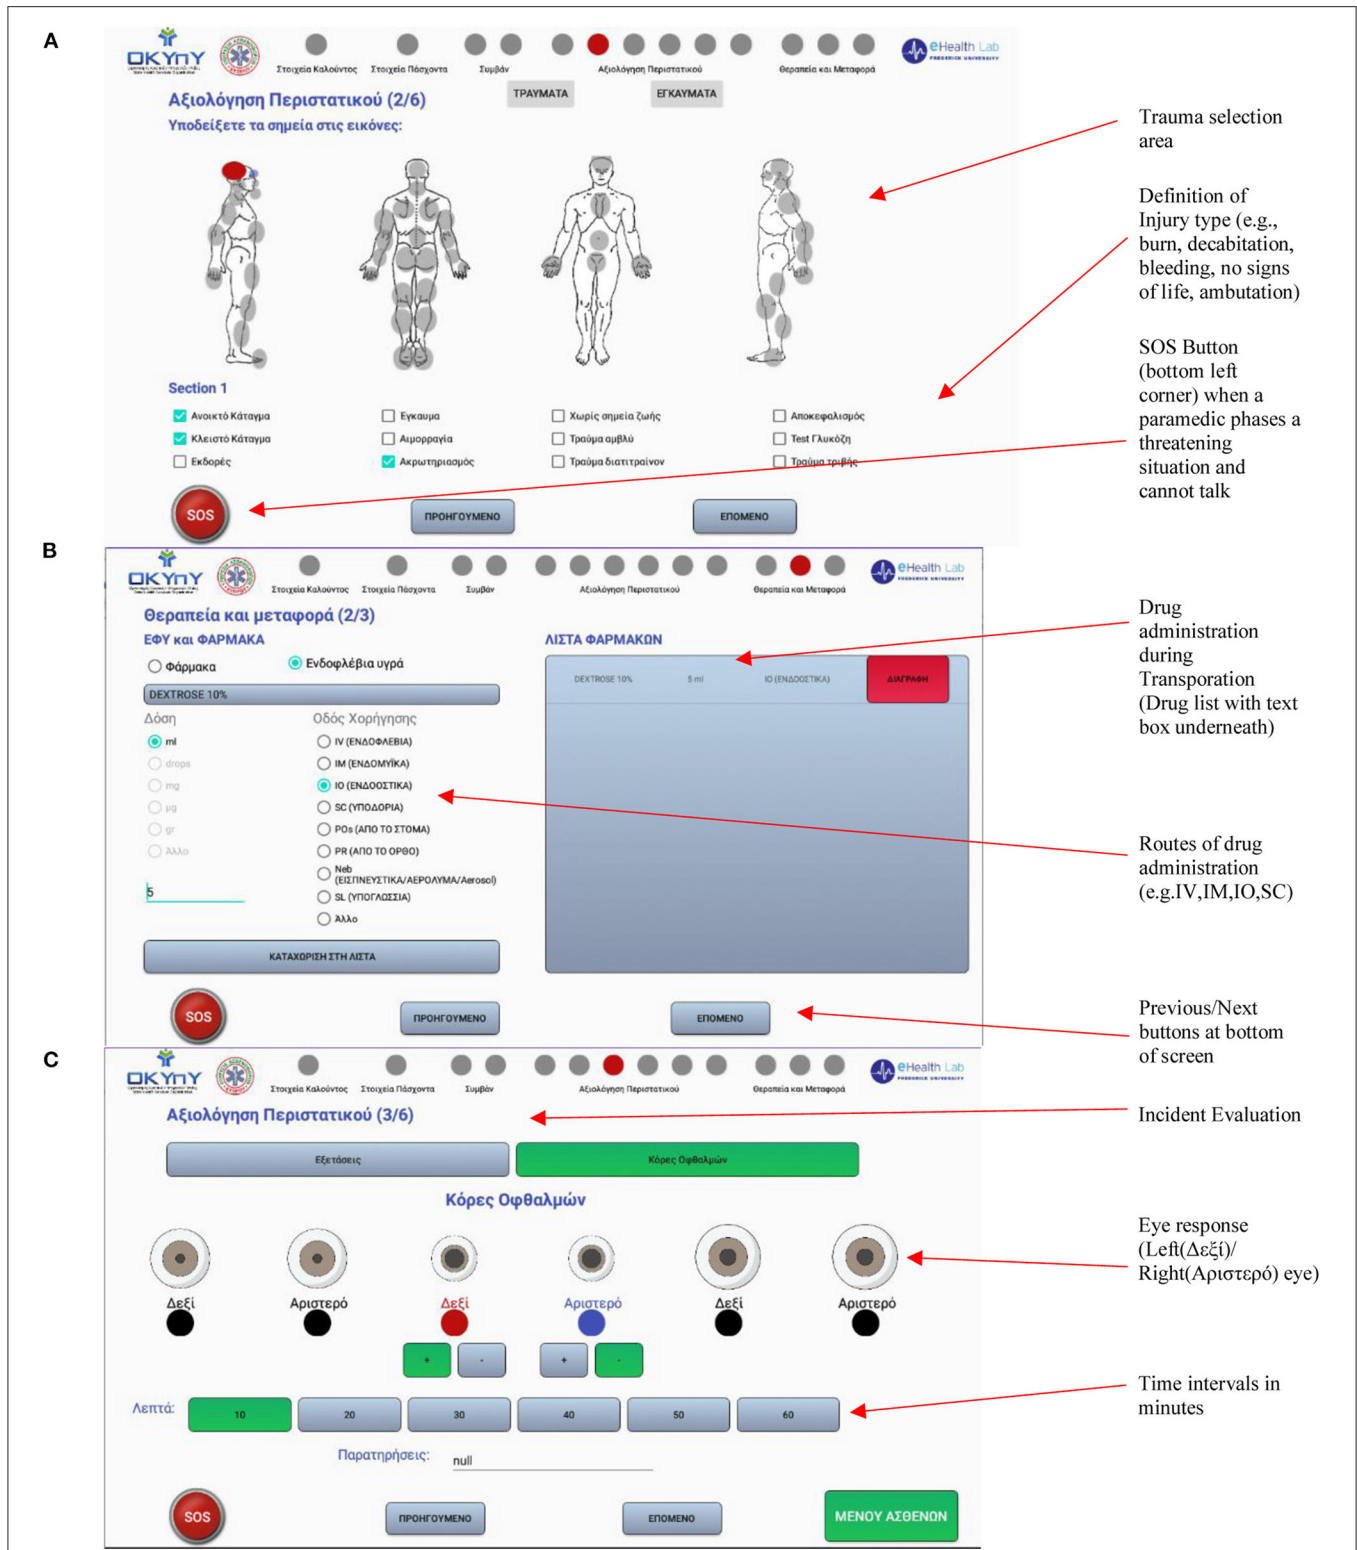 A
ΟΚΥπΥ
eHealth Lab
FREDERICK UNIVERSITY
Στοιχεία Καλούντος
Στοιχεία Πάσχοντα
Συμβάν
Αξιολόγηση Περιστατικού
Θεραπεία και Μεταφορά
Αξιολόγηση Περιστατικού (2/6)
ΤΡΑΥΜΑΤΑ
ΕΓΚΑΥΜΑΤΑ
Υποδείξετε τα σημεία στις εικόνες:
Trauma selection
area
Definition of
Injury type (e.g.,
burn, decabitation,
bleeding, no signs
of life, ambutation)
SOS Button
(bottom left
corner) when a
paramedic phases a
threatening
situation and
cannot talk
Section 1
Ανοικτό Κάταγμα
Εγκαυμα
Χωρίς σημεία ζωής
Αποκεφαλισμός
Κλειστό Κάταγμα
Αιμορραγία
Τραύμα αμβλύ
Test Γλυκόζη
Εκδορές
Ακρωτηριασμός
Τραύμα διατιτραίνον
Τραύμα τριβής
SOS
ΠΡΟΗΓΟΥΜΕΝΟ
ΕΠΟΜΕΝΟ
B
ΟΚΥπΥ
eHealth Lab
FREDERICK UNIVERSITY
Στοιχεία Καλούντος
Στοιχεία Πάσχοντα
Συμβάν
Αξιολόγηση Περιστατικού
Θεραπεία και Μεταφορά
Θεραπεία και μεταφορά (2/3)
ΕΦΥ και ΦΑΡΜΑΚΑ
ΛΙΣΤΑ ΦΑΡΜΑΚΩΝ
Φάρμακα
Ενδοφλέβια υγρά
DEXTROSE 10%
5 ml
IO (ΕΝΔΟΟΣΤΙΚΑ)
ΔΙΑΓΡΑΦΗ
DEXTROSE 10%
Δόση
Οδός Χορήγησης
ml
IV (ΕΝΔΟΦΛΕΒΙΑ)
drops
IM (ΕΝΔΟΜΥΪΚΑ)
mg
IO (ΕΝΔΟΟΣΤΙΚΑ)
μg
SC (ΥΠΟΔΟΡΙΑ)
gr
POs (ΑΠΟ ΤΟ ΣΤΟΜΑ)
Άλλο
PR (ΑΠΟ ΤΟ ΟΡΘΟ)
Neb
(ΕΙΣΠΝΕΥΣΤΙΚΑ/ΑΕΡΟΛΥΜΑ/Aerosol)
5
SL (ΥΠΟΓΛΩΣΣΙΑ)
Άλλο
ΚΑΤΑΧΩΡΙΣΗ ΣΤΗ ΛΙΣΤΑ
SOS
ΠΡΟΗΓΟΥΜΕΝΟ
ΕΠΟΜΕΝΟ
Drug
administration
during
Transporation
(Drug list with text
box underneath)
Routes of drug
administration
(e.g.IV,IM,IO,SC)
Previous/Next
buttons at bottom
of screen
C
ΟΚΥπΥ
eHealth Lab
FREDERICK UNIVERSITY
Στοιχεία Καλούντος
Στοιχεία Πάσχοντα
Συμβάν
Αξιολόγηση Περιστατικού
Θεραπεία και Μεταφορά
Αξιολόγηση Περιστατικού (3/6)
Incident Evaluation
Εξετάσεις
Κόρες Οφθαλμών
Κόρες Οφθαλμών
Δεξί
Αριστερό
Δεξί
Αριστερό
Δεξί
Αριστερό
Eye response
(Left(Δεξί)/
Right(Αριστερό) eye)
+
-
+
-
Λεπτά:
10
20
30
40
50
60
Time intervals in
minutes
Παρατηρήσεις:
null
SOS
ΠΡΟΗΓΟΥΜΕΝΟ
ΕΠΟΜΕΝΟ
ΜΕΝΟΥ ΑΣΘΕΝΩΝ